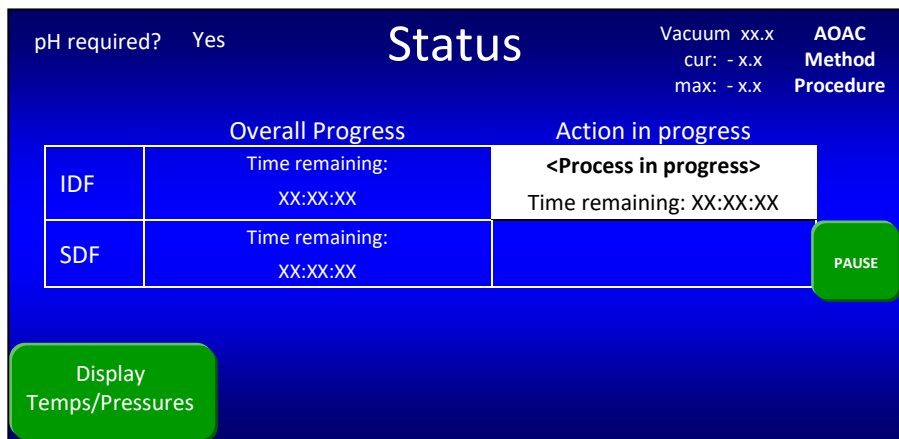 pH required? Yes
Status
Vacuum xx.x
cur: - x.x
max: - x.x
AOAC
Method
Procedure
Overall Progress
Action in progress
IDF
Time remaining:
XX:XX:XX
<Process in progress>
Time remaining: XX:XX:XX
SDF
Time remaining:
XX:XX:XX
PAUSE
Display
Temps/Pressures